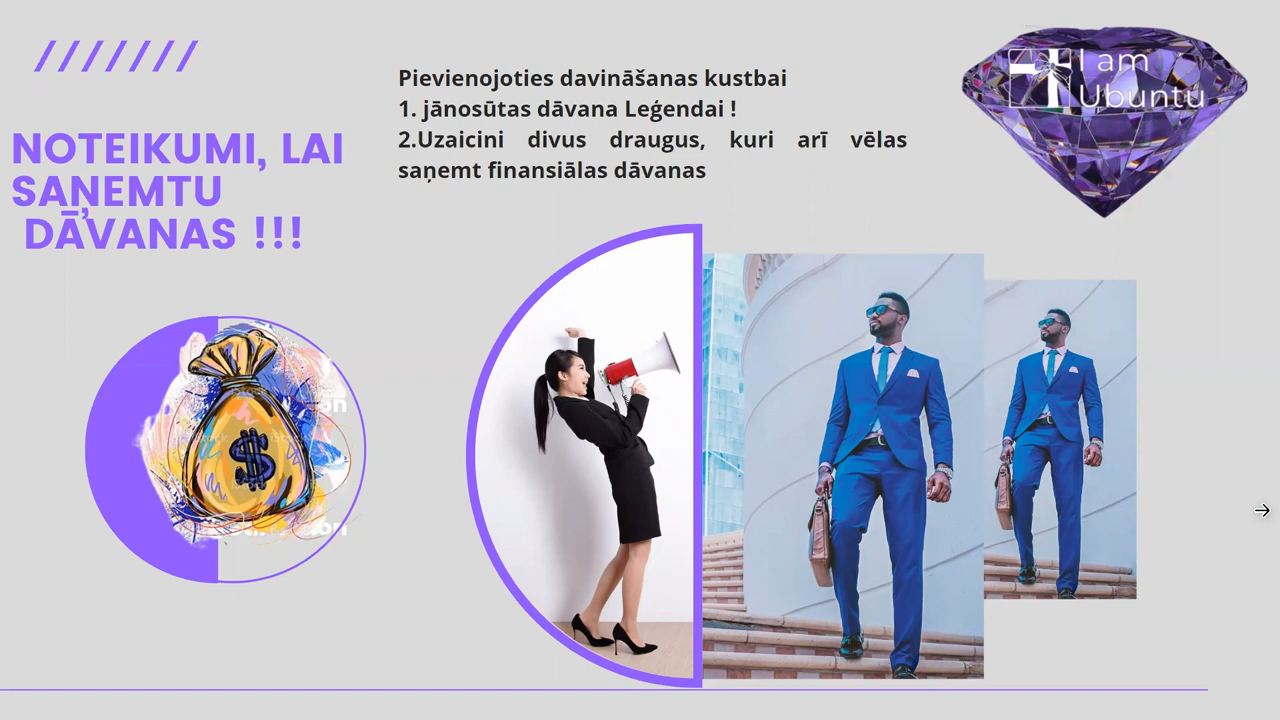 NOTEIKUMI, LAI
SAŅEMTU
DĀVANAS !!!
Pievienojoties davināšanas kustbai
1. jānosūtas dāvana Leģendai !
2.Uzaicini divus draugus, kuri arī vēlas
saņemt finansiālas dāvanas
I am
Ubuntu
$